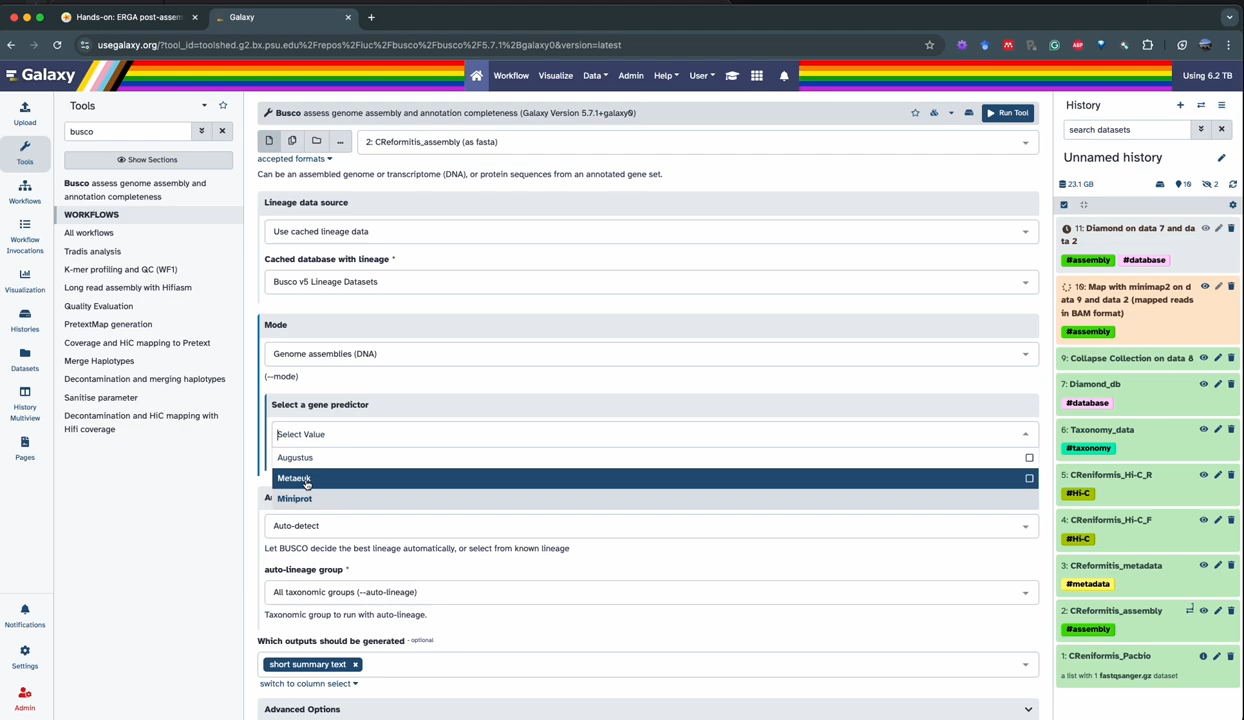 Hands-on: ERGA post-assem
Galaxy
usegalaxy.org/?tool_id=toolshed.g2.bx.psu.edu%2Frepos%2Fiuc%2Fbusco%2Fbusco%2F5.7.1%2Bgalaxy0&version=latest
Galaxy
Workflow
Visualize
Data
Admin
Help
User
Using 6.2 TB
Upload
Tools
Workflows
Workflow
Invocations
Visualization
Histories
Datasets
History
Multiview
Pages
Notifications
Settings
Admin
Tools
busco
Show Sections
Busco assess genome assembly and
annotation completeness
WORKFLOWS
All workflows
Tradis analysis
K-mer profiling and QC (WF1)
Long read assembly with Hifiasm
Quality Evaluation
PretextMap generation
Coverage and HiC mapping to Pretext
Merge Haplotypes
Decontamination and merging haplotypes
Sanitise parameter
Decontamination and HiC mapping with
Hifi coverage
Busco assess genome assembly and annotation completeness (Galaxy Version 5.7.1+galaxy0)
Run Tool
2: CReformitis_assembly (as fasta)
accepted formats
Can be an assembled genome or transcriptome (DNA), or protein sequences from an annotated gene set.
Lineage data source
Use cached lineage data
Cached database with lineage *
Busco v5 Lineage Datasets
Mode
Genome assemblies (DNA)
(--mode)
Select a gene predictor
Select Value
Augustus
Metaeuk
Miniprot
Auto-detect
Let BUSCO decide the best lineage automatically, or select from known lineage
auto-lineage group *
All taxonomic groups (--auto-lineage)
Taxonomic group to run with auto-lineage.
Which outputs should be generated - optional
short summary text ×
switch to column select
Advanced Options
History
search datasets
Unnamed history
23.1 GB
10
2
11: Diamond on data 7 and da
ta 2
#assembly #database
10: Map with minimap2 on d
ata 9 and data 2 (mapped reads
in BAM format)
#assembly
9: Collapse Collection on data 8
7: Diamond_db
#database
6: Taxonomy_data
#taxonomy
5: CReniformis_Hi-C_R
#Hi-C
4: CReniformis_Hi-C_F
#Hi-C
3: CReformitis_metadata
#metadata
2: CReformitis_assembly
#assembly
1: CReniformis_Pacbio
a list with 1 fastqsanger.gz dataset